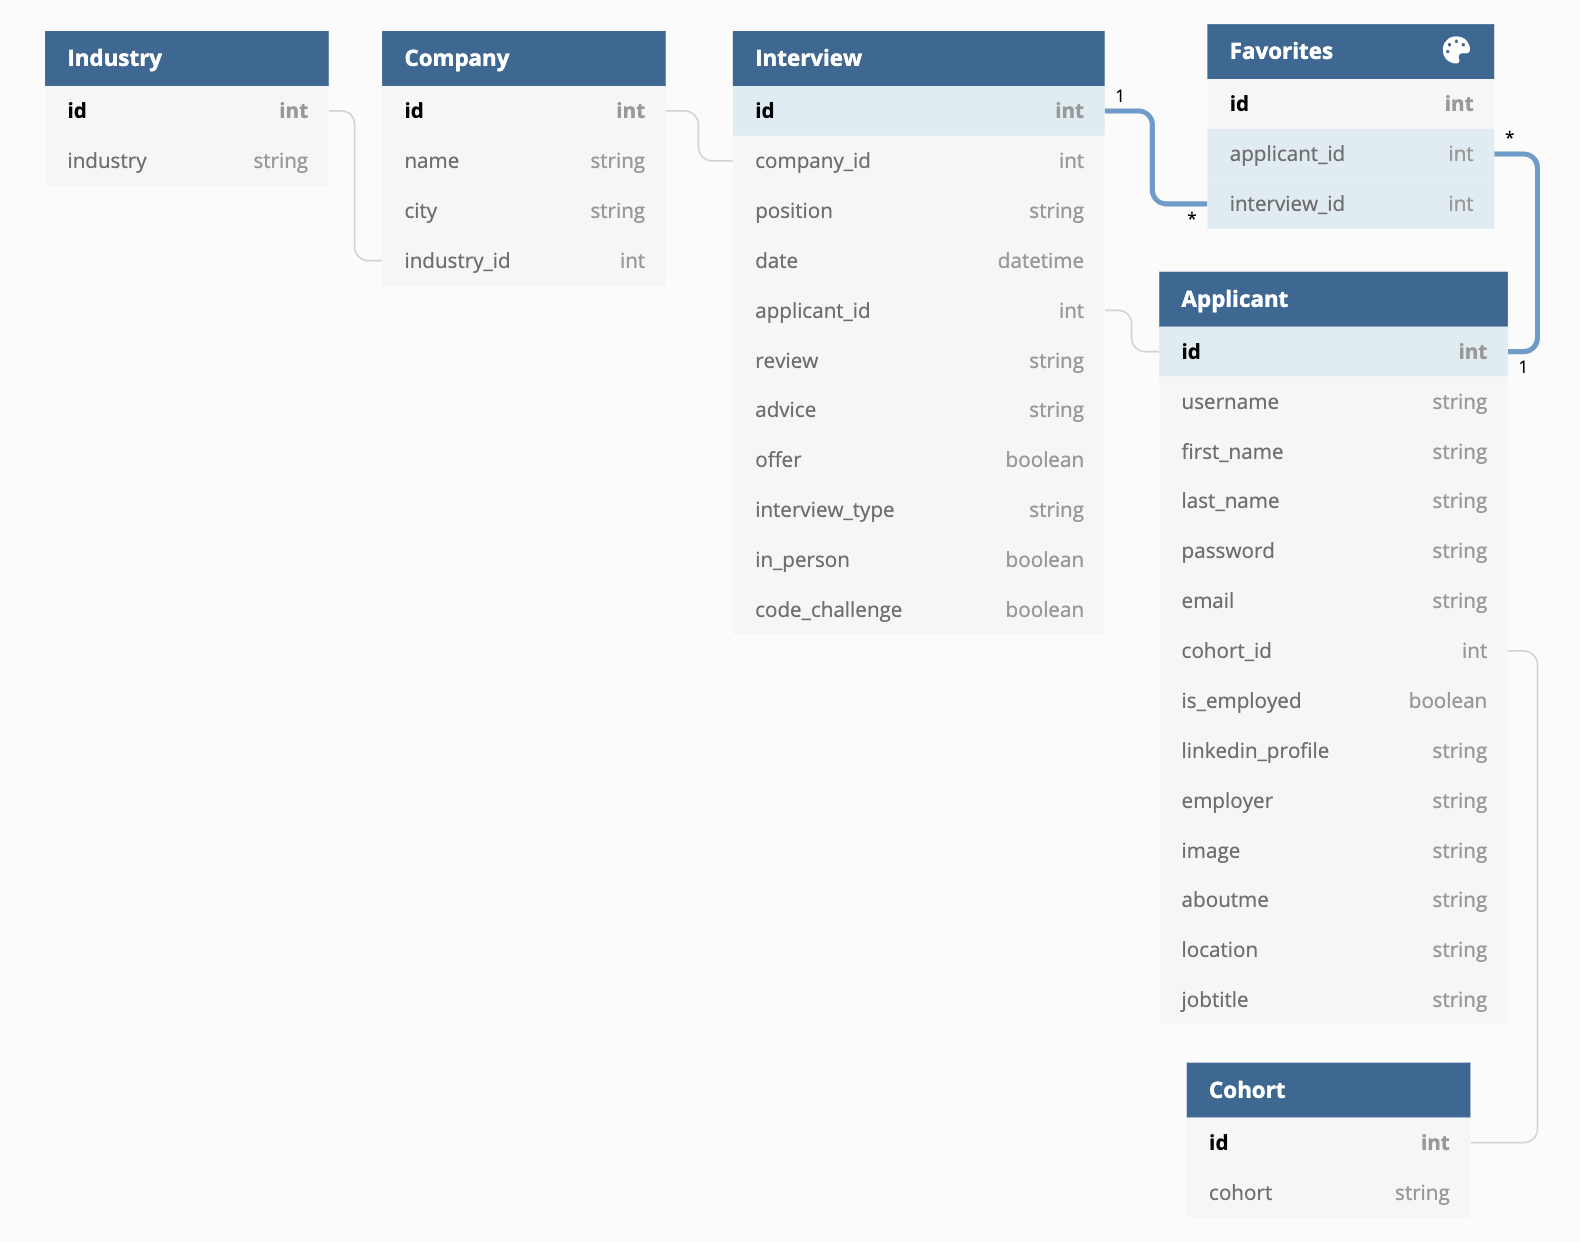 Industry
id int
industry string
Company
id int
name string
city string
industry_id int
Interview
id int
company_id int
position string
date datetime
applicant_id int
review string
advice string
offer boolean
interview_type string
in_person boolean
code_challenge boolean
1
*
Favorites
id int
applicant_id int
interview_id int
*
1
Applicant
id int
username string
first_name string
last_name string
password string
email string
cohort_id int
is_employed boolean
linkedin_profile string
employer string
image string
aboutme string
location string
jobtitle string
Cohort
id int
cohort string